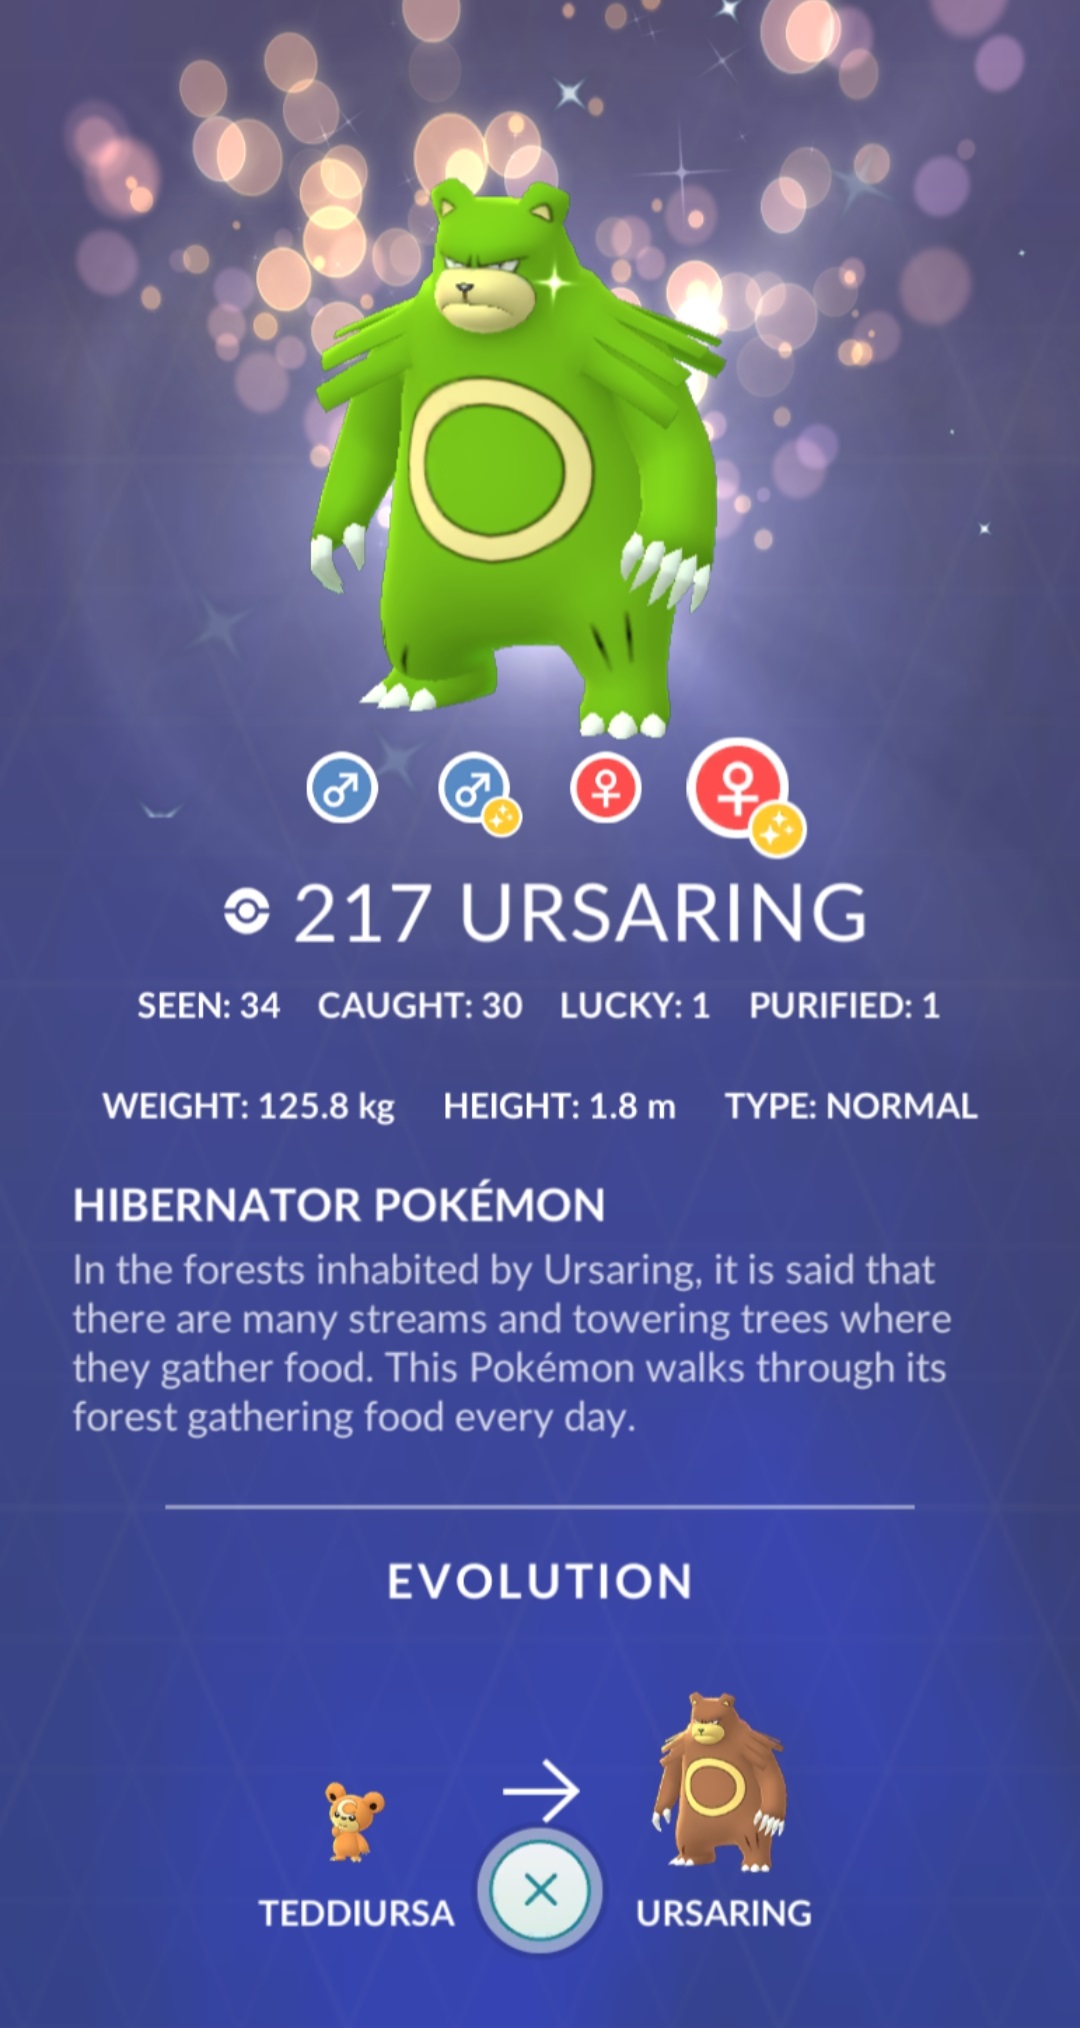 217 URSARING
SEEN: 34 CAUGHT: 30 LUCKY: 1 PURIFIED: 1
WEIGHT: 125.8 kg HEIGHT: 1.8 m TYPE: NORMAL
HIBERNATOR POKÉMON
In the forests inhabited by Ursaring, it is said that
there are many streams and towering trees where
they gather food. This Pokémon walks through its
forest gathering food every day.
EVOLUTION
TEDDIURSA URSARING